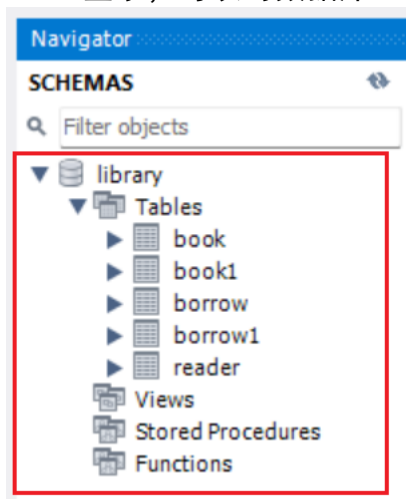 Navigator
SCHEMAS
Filter objects
library
Tables
book
book1
borrow
borrow1
reader
Views
Stored Procedures
Functions